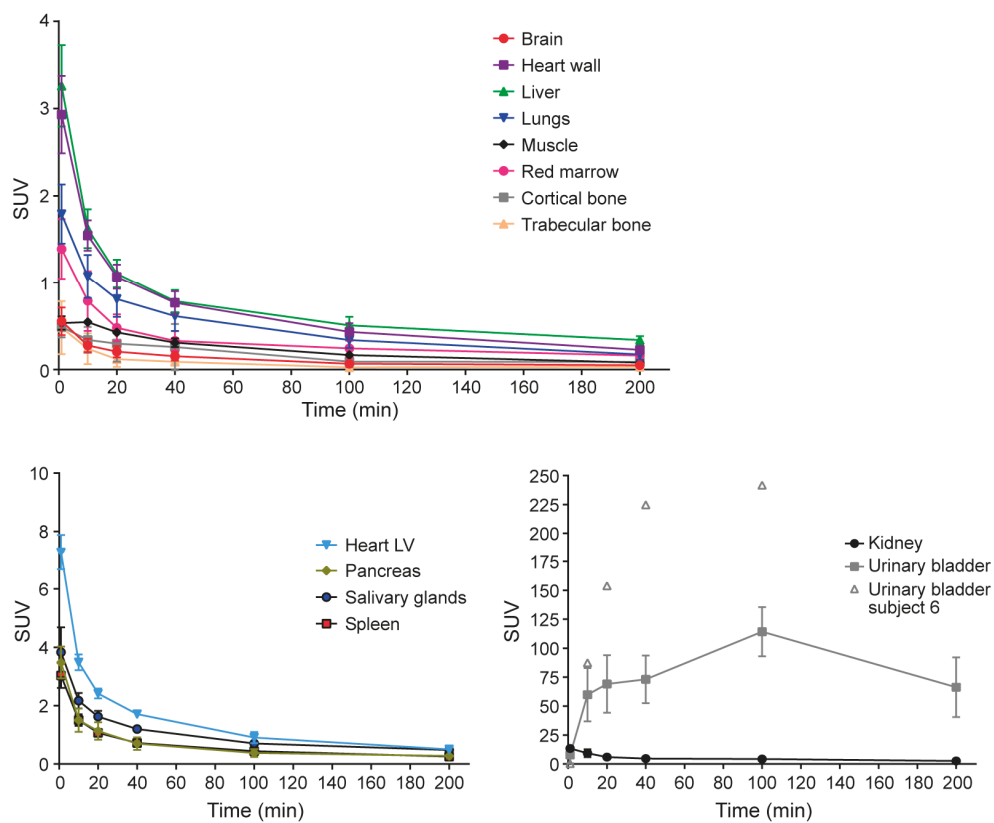 4
3
2
1
0
SUV
0 20 40 60 80 100 120 140 160 180 200
Time (min)
Brain
Heart wall
Liver
Lungs
Muscle
Red marrow
Cortical bone
Trabecular bone
10
8
6
4
2
0
SUV
0 20 40 60 80 100 120 140 160 180 200
Time (min)
Heart LV
Pancreas
Salivary glands
Spleen
250
225
200
175
150
125
100
75
50
25
0
SUV
0 20 40 60 80 100 120 140 160 180 200
Time (min)
Kidney
Urinary bladder
Urinary bladder
subject 6